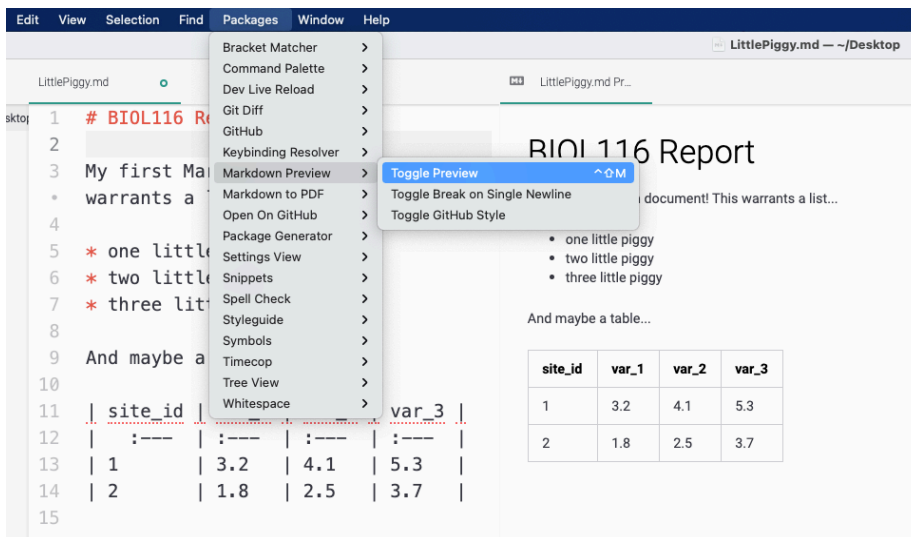 Edit View Selection Find Packages Window Help
LittlePiggy.md — ~/Desktop
LittlePiggy.md
LittlePiggy.md Pr...
Bracket Matcher >
Command Palette >
Dev Live Reload >
Git Diff >
GitHub >
Keybinding Resolver >
Markdown Preview >
Markdown to PDF >
Open On GitHub >
Package Generator >
Settings View >
Snippets >
Spell Check >
Styleguide >
Symbols >
Timecop >
Tree View >
Whitespace >
Toggle Preview ^⇧M
Toggle Break on Single Newline
Toggle GitHub Style
1 # BIOL116
2
3 My first
• warrants a
4
5 * one
6 * two
7 * three
8
9 And maybe a
10
11 | site_id | | | var_3 |
12 | :--- | :--- | :--- | :--- |
13 | 1 | 3.2 | 4.1 | 5.3 |
14 | 2 | 1.8 | 2.5 | 3.7 |
15
BIOL116 Report
document! This warrants a list...
• one little piggy
• two little piggy
• three little piggy
And maybe a table...
site_id var_1 var_2 var_3
1 3.2 4.1 5.3
2 1.8 2.5 3.7